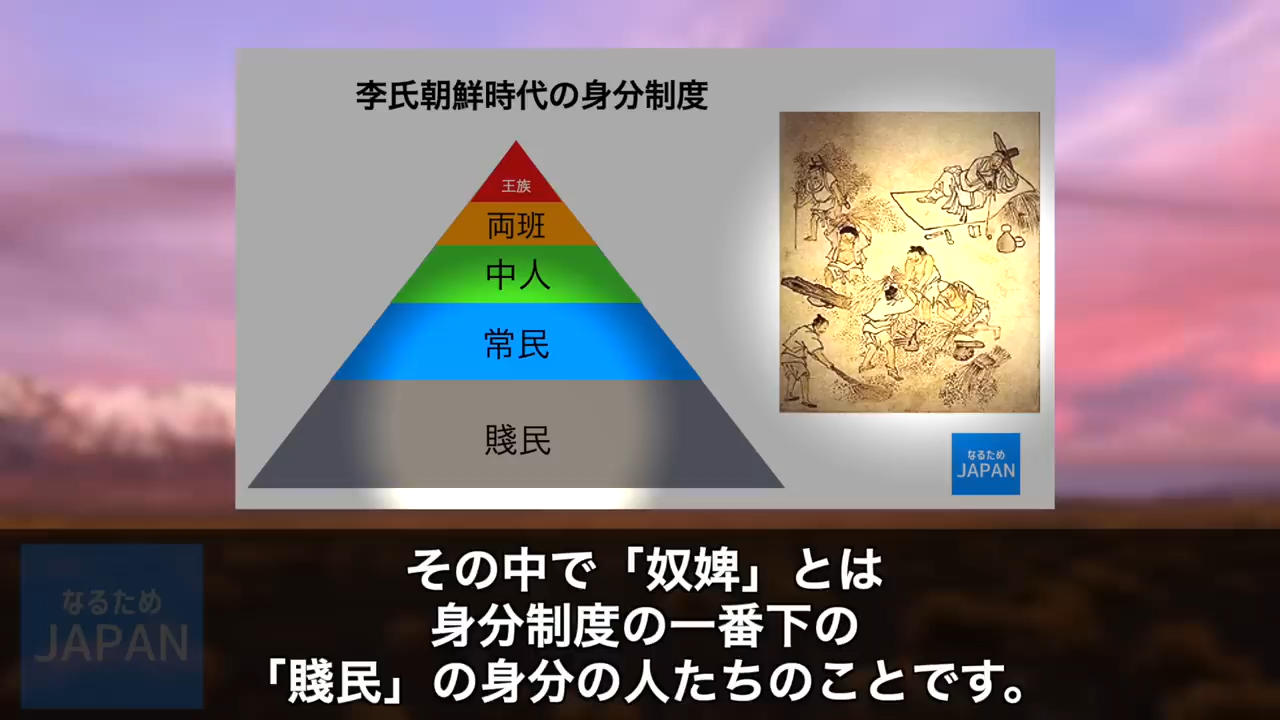 李氏朝鮮時代の身分制度
王族
両班
中人
常民
賤民
なるため
JAPAN
なるため
JAPAN
その中で「奴婢」とは
身分制度の一番下の
「賤民」の身分の人たちのことです。